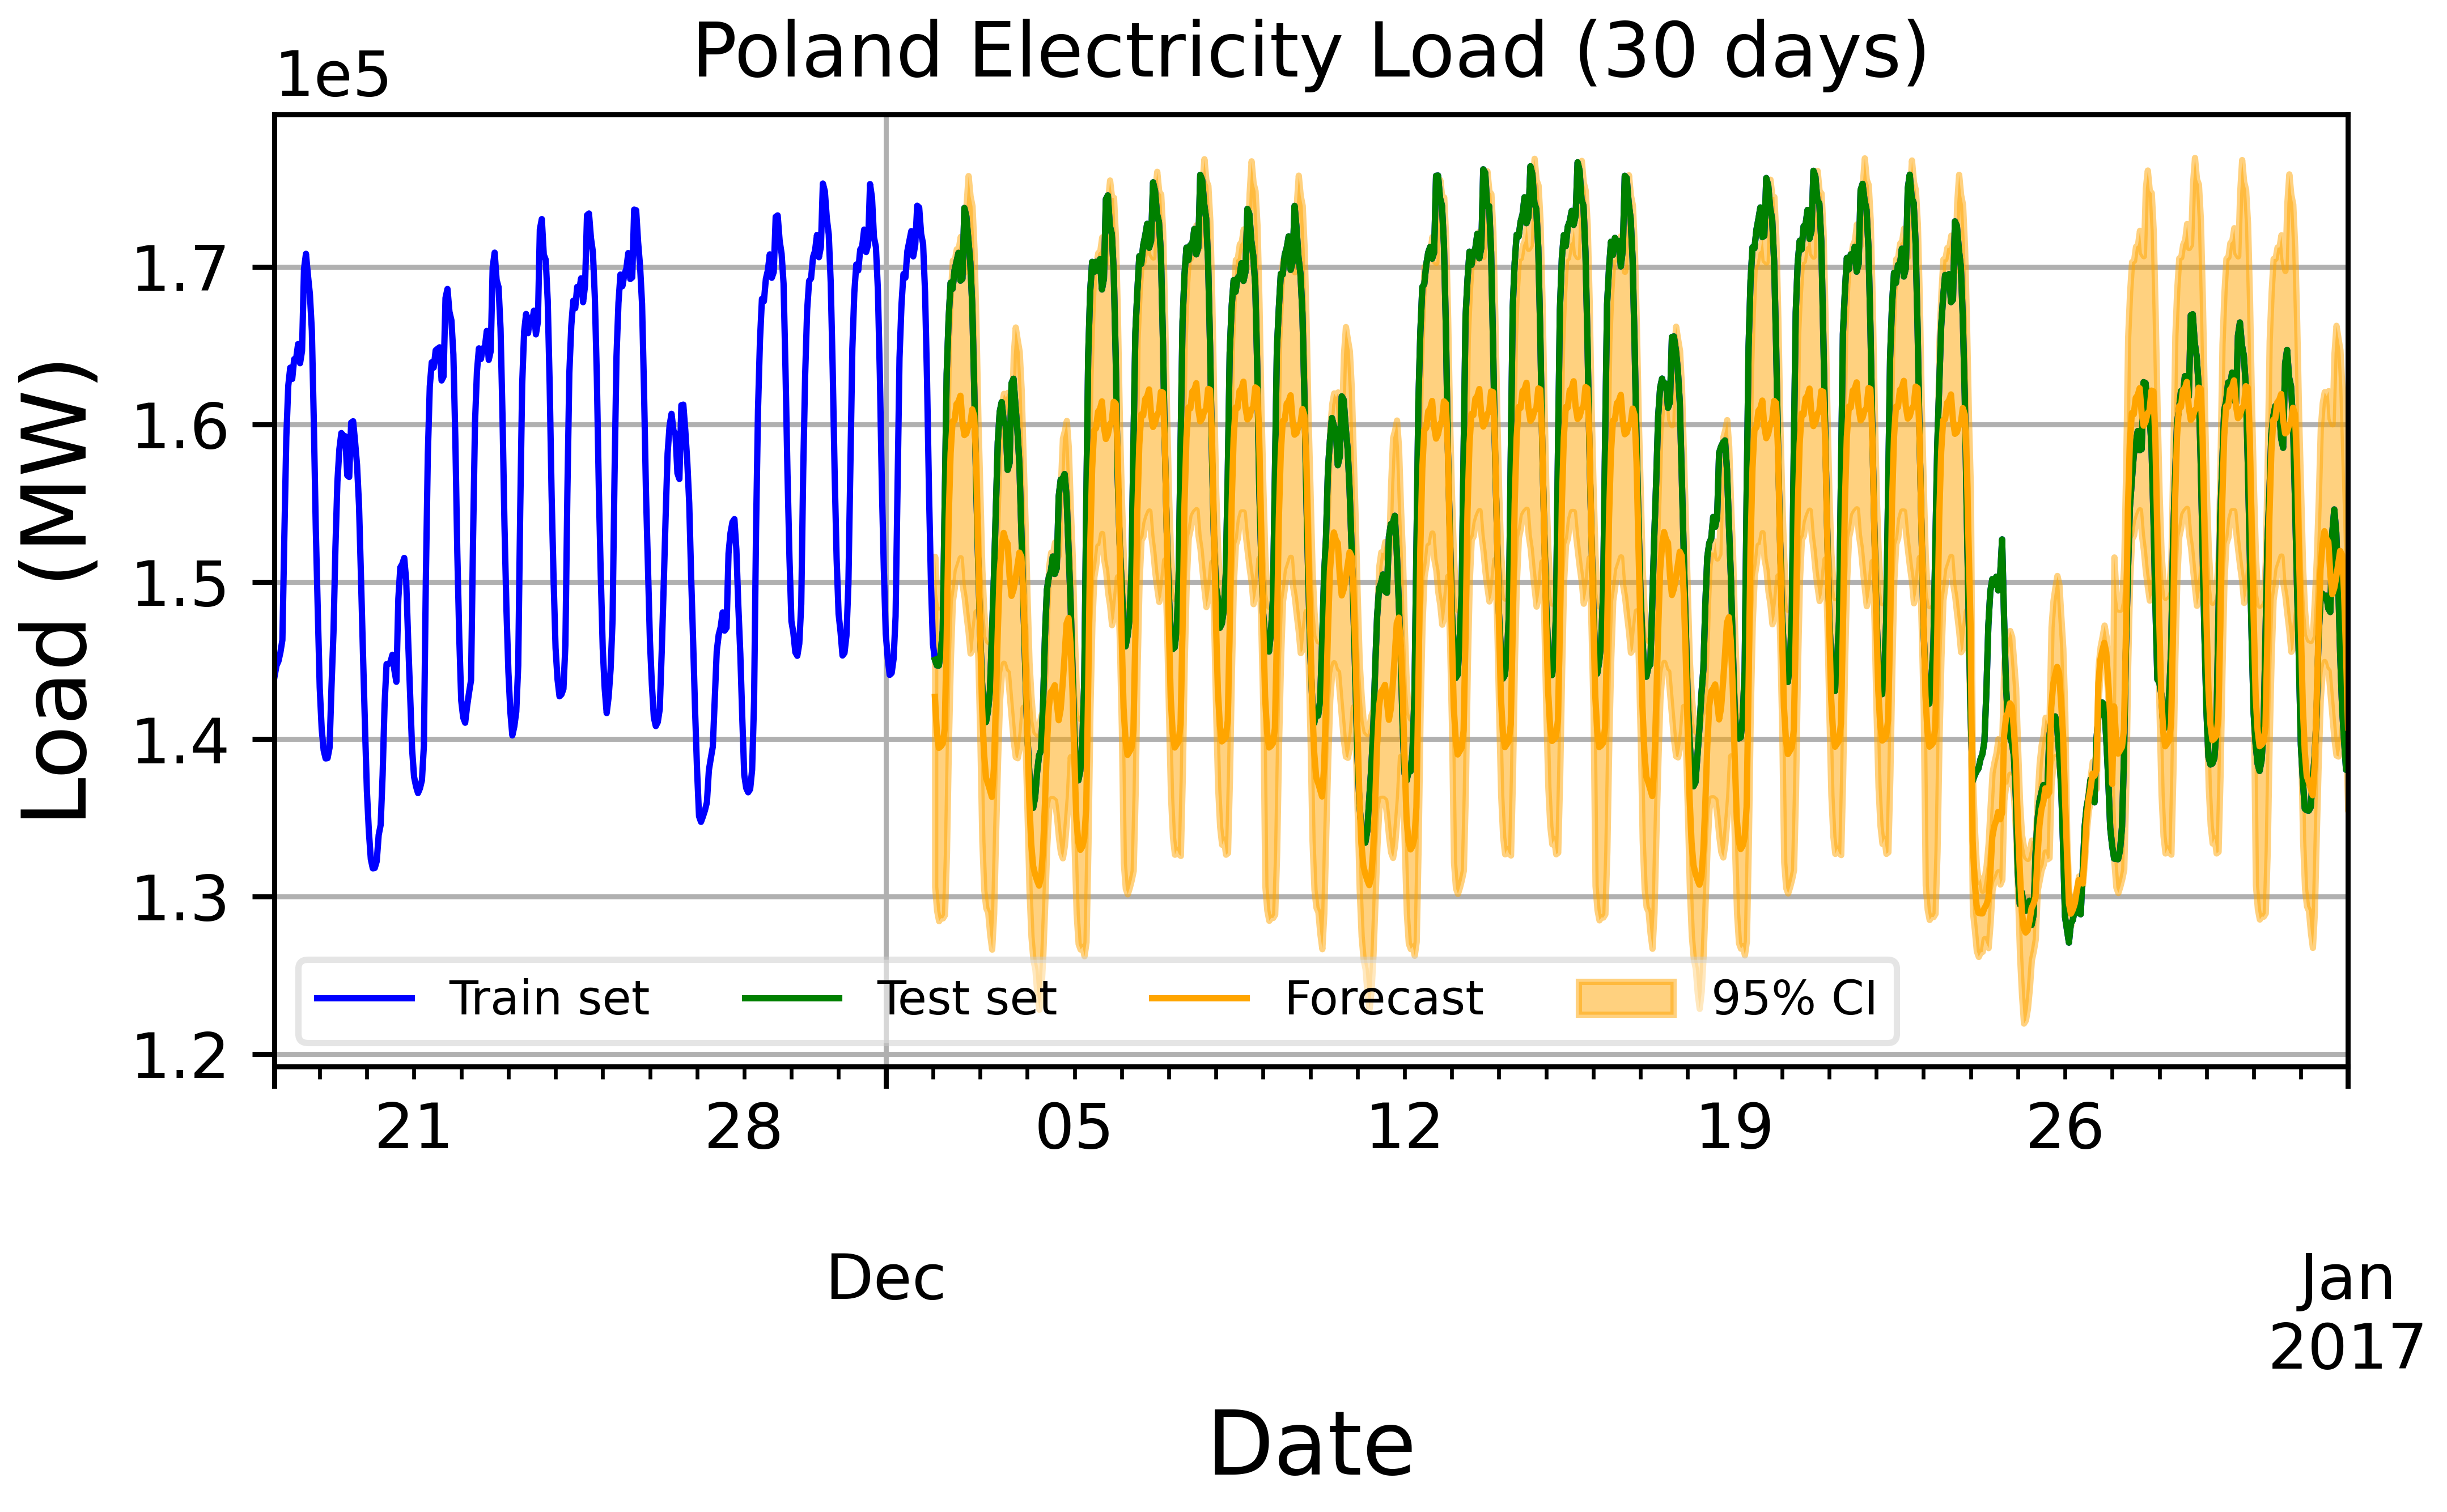 Poland Electricity Load (30 days)
1e5
1.7
1.6
1.5
1.4
1.3
1.2
Load (MW)
Train set Test set Forecast 95% CI
21 28 05 12 19 26
Dec Jan
2017
Date